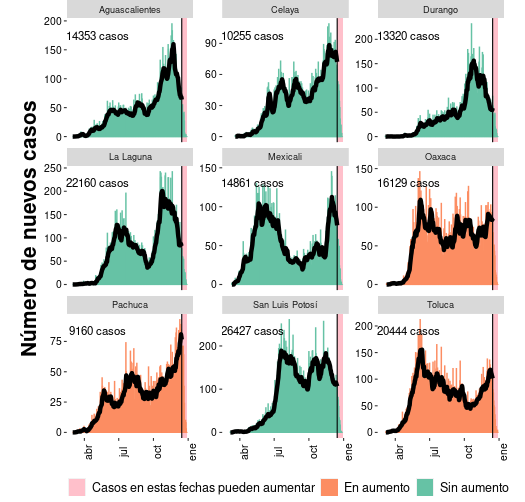 Número de nuevos casos
Aguascalientes
14353 casos
200
150
100
50
0
Celaya
10255 casos
90
60
30
0
Durango
13320 casos
200
150
100
50
0
La Laguna
22160 casos
250
200
150
100
50
0
Mexicali
14861 casos
150
100
50
0
Oaxaca
16129 casos
150
100
50
0
Pachuca
9160 casos
75
50
25
0
San Luis Potosí
26427 casos
200
100
0
Toluca
20444 casos
200
150
100
50
0
abr jul oct ene
abr jul oct ene
abr jul oct ene
Casos en estas fechas pueden aumentar En aumento Sin aumento